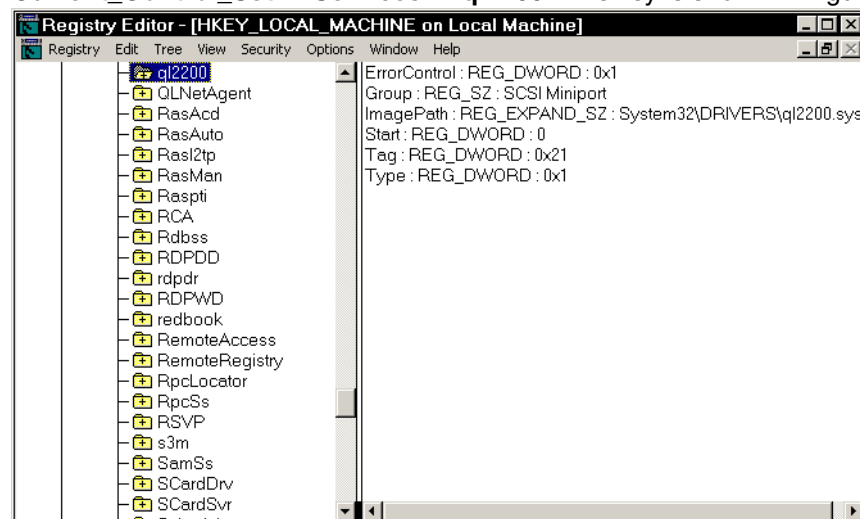 Registry Editor - [HKEY_LOCAL_MACHINE on Local Machine]
Registry Edit Tree View Security Options Window Help
ql2200
QLNetAgent
RasAcd
RasAuto
Rasl2tp
RasMan
Raspti
RCA
Rdbss
RDPDD
rdpdr
RDPWD
redbook
RemoteAccess
RemoteRegistry
RpcLocator
RpcSs
RSVP
s3m
SamSs
SCardDrv
SCardSvr
ErrorControl : REG_DWORD : 0x1
Group : REG_SZ : SCSI Miniport
ImagePath : REG_EXPAND_SZ : System32\DRIVERS\ql2200.sys
Start : REG_DWORD : 0
Tag : REG_DWORD : 0x21
Type : REG_DWORD : 0x1